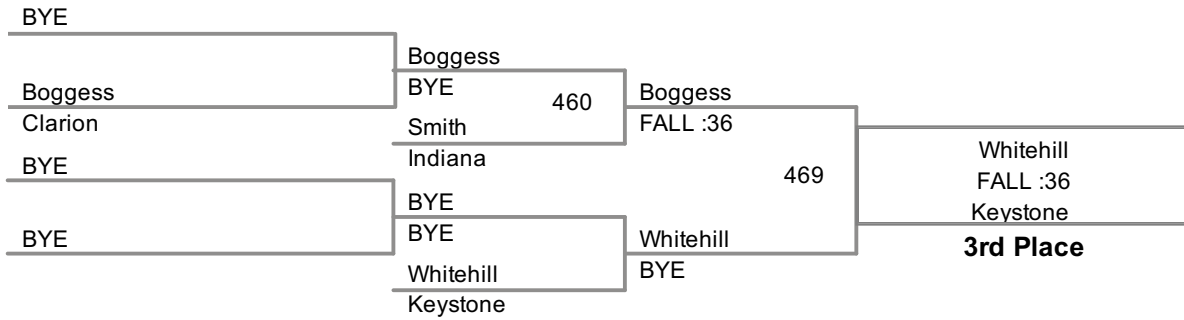 BYE
Boggess
Clarion
BYE
BYE
Boggess
BYE
460
Smith
Indiana
BYE
BYE
Whitehill
Keystone
Boggess
FALL :36
469
Whitehill
BYE
Whitehill
FALL :36
Keystone
3rd Place